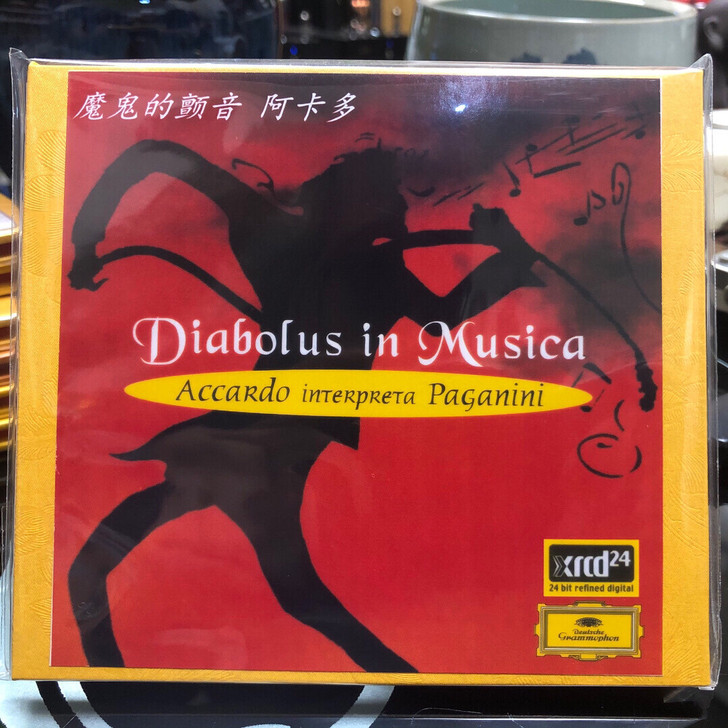 魔鬼的颤音 阿卡多
Diabolus in Musica
Accardo interpreta Paganini
xrcd24
24 bit refined digital
Deutsche
Grammophon